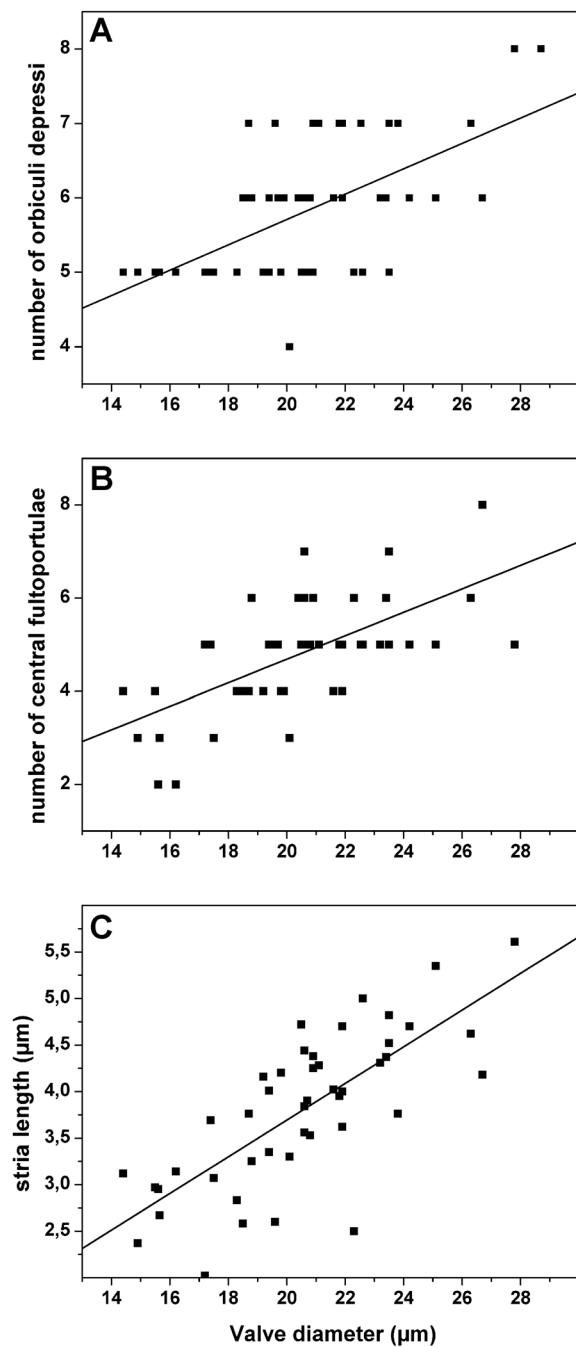 A
number of orbiculi depressi
8
7
6
5
4
14 16 18 20 22 24 26 28
B
number of central fultoportulae
8
6
4
2
14 16 18 20 22 24 26 28
C
stria length (µm)
5,5
5,0
4,5
4,0
3,5
3,0
2,5
14 16 18 20 22 24 26 28
Valve diameter (µm)